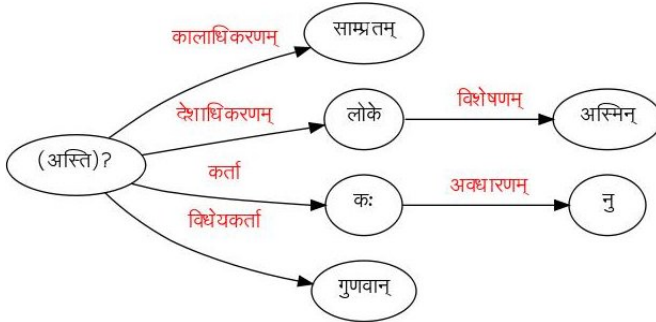 साम्प्रतम्
कालाधिकरणम्
देशाधिकरणम्
लोके
विशेषणम्
अस्मिन्
(अस्ति)?
कर्ता
कः
अवधारणम्
नु
विधेयकर्ता
गुणवान्